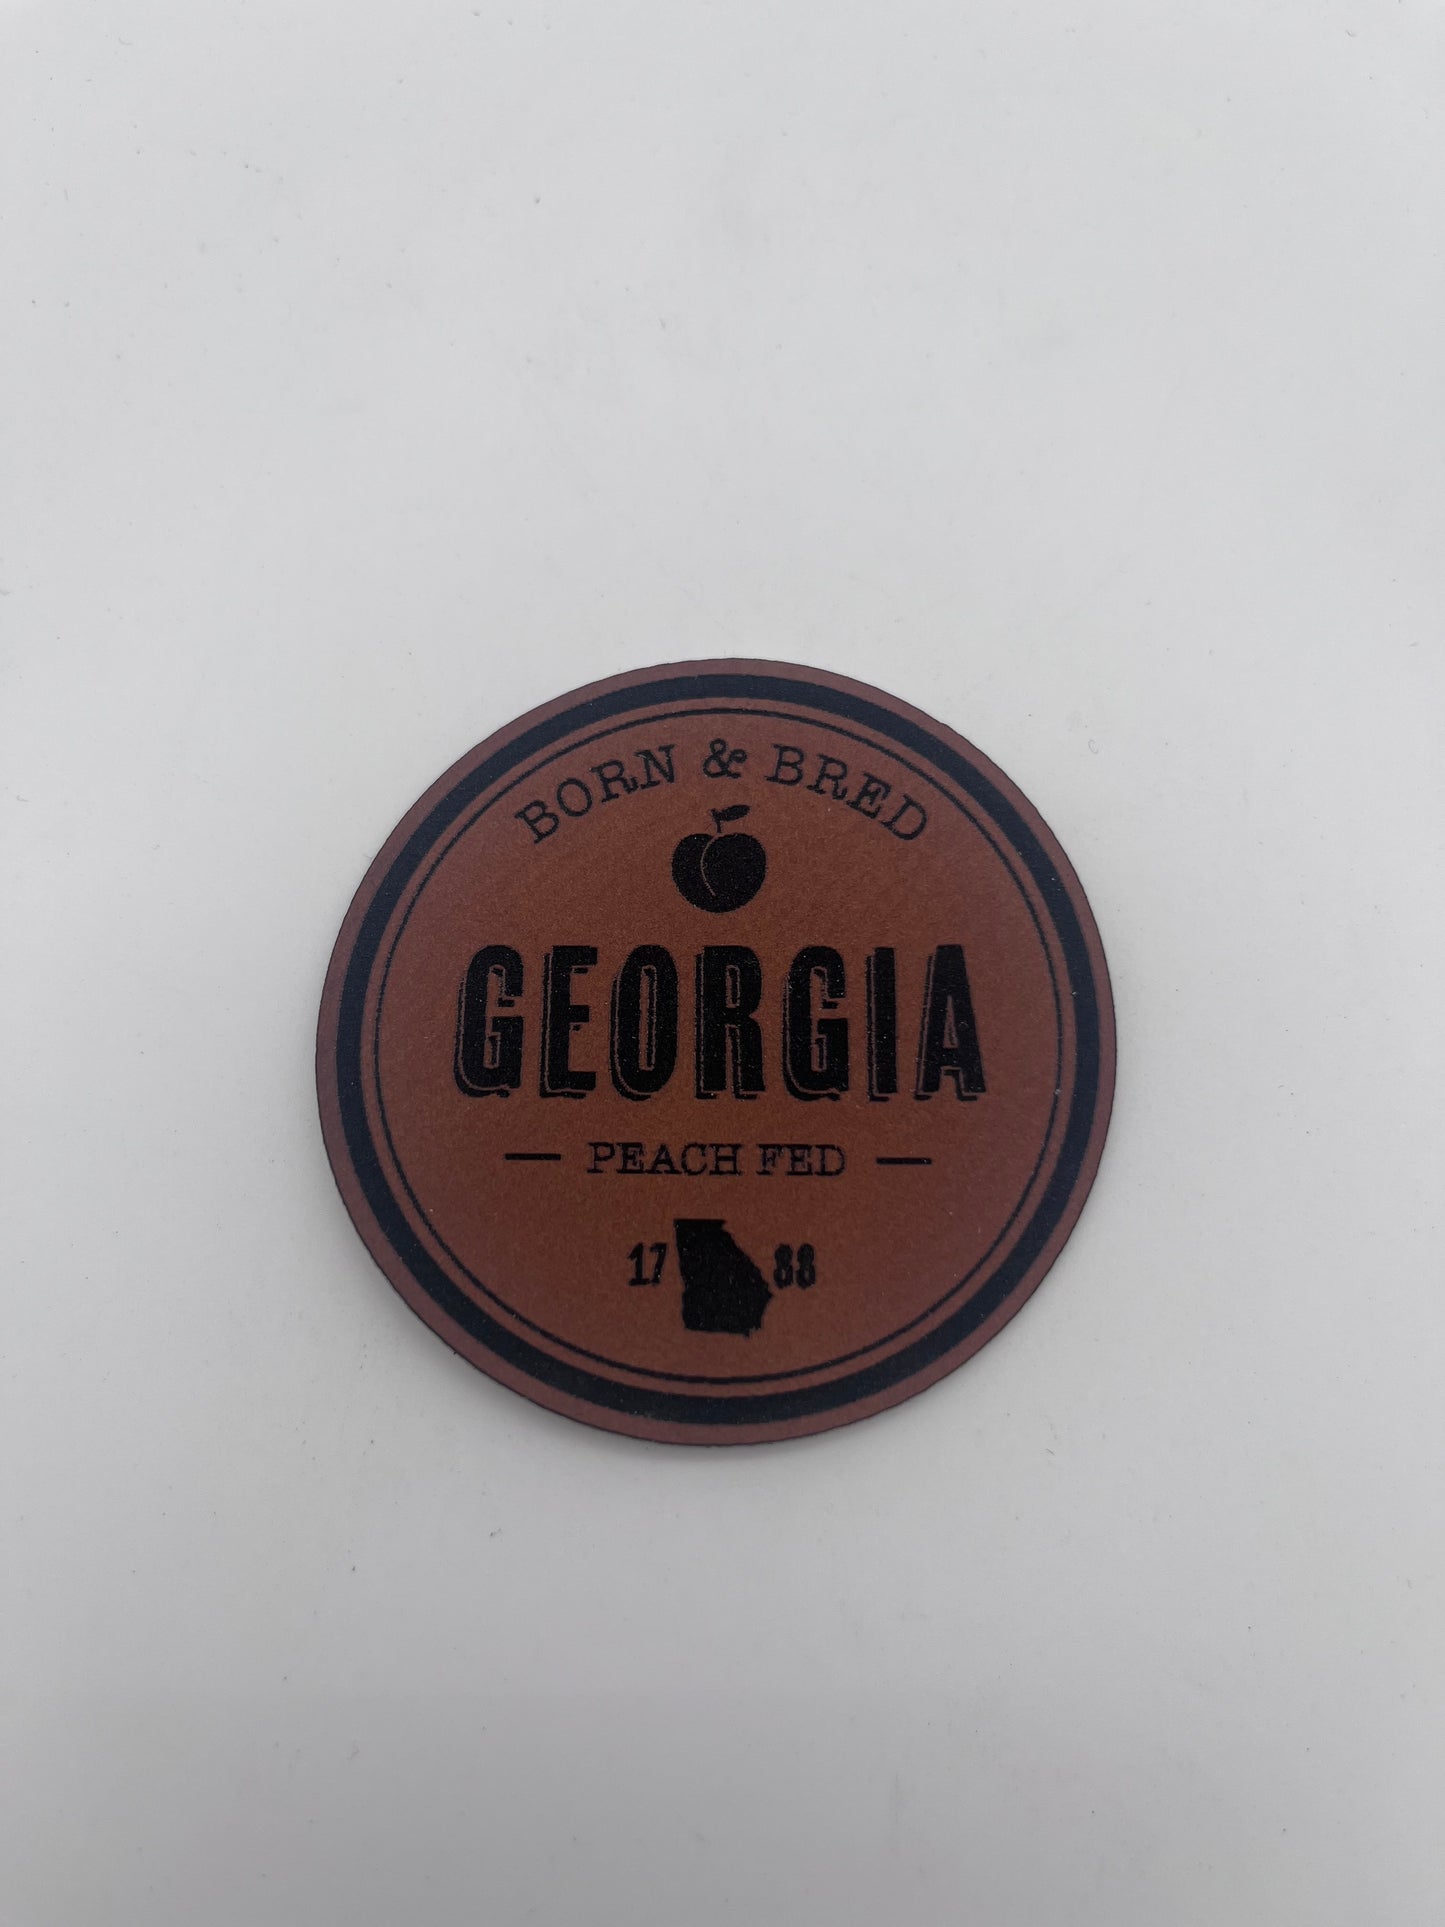 BORN & BRED
GEORGIA
PEACH FED
17 88